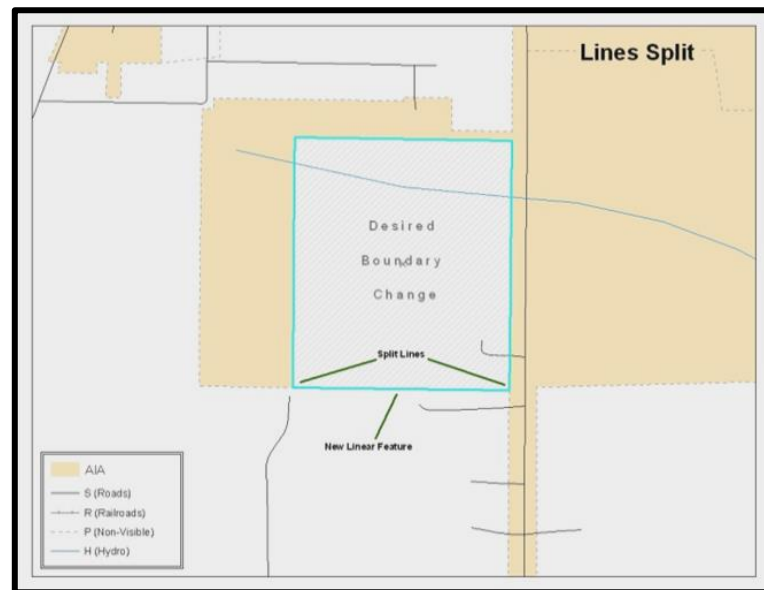 Lines Split
Desired
Boundary
Change
Split Lines
New Linear Feature
AIA
S (Roads)
R (Railroads)
P (Non-Visible)
H (Hydro)